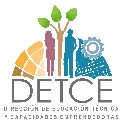 DETCE
DIRECCIÓN DE EDUCACIÓN TÉCNICA
Y CAPACIDADES EMPRENDEDORAS